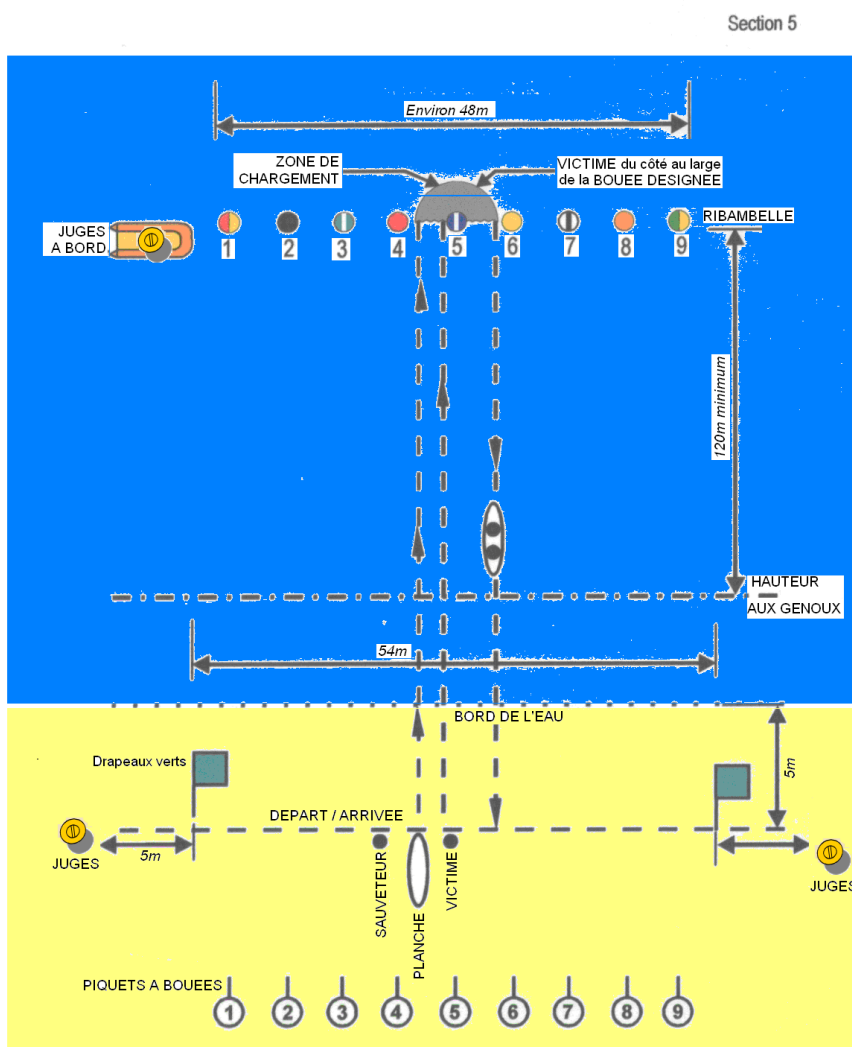 Section 5
Environ 48m
ZONE DE
CHARGEMENT
VICTIME du côté au large
de la BOUEE DESIGNEE
JUGES
A BORD
RIBAMBELLE
1 2 3 4 5 6 7 8 9
120m minimum
HAUTEUR
AUX GENOUX
54m
BORD DE L'EAU
Drapeaux verts
5m
DEPART / ARRIVEE
JUGES
5m
SAUVETEUR
PLANCHE
VICTIME
JUGES
PIQUETS A BOUEES
1 2 3 4 5 6 7 8 9